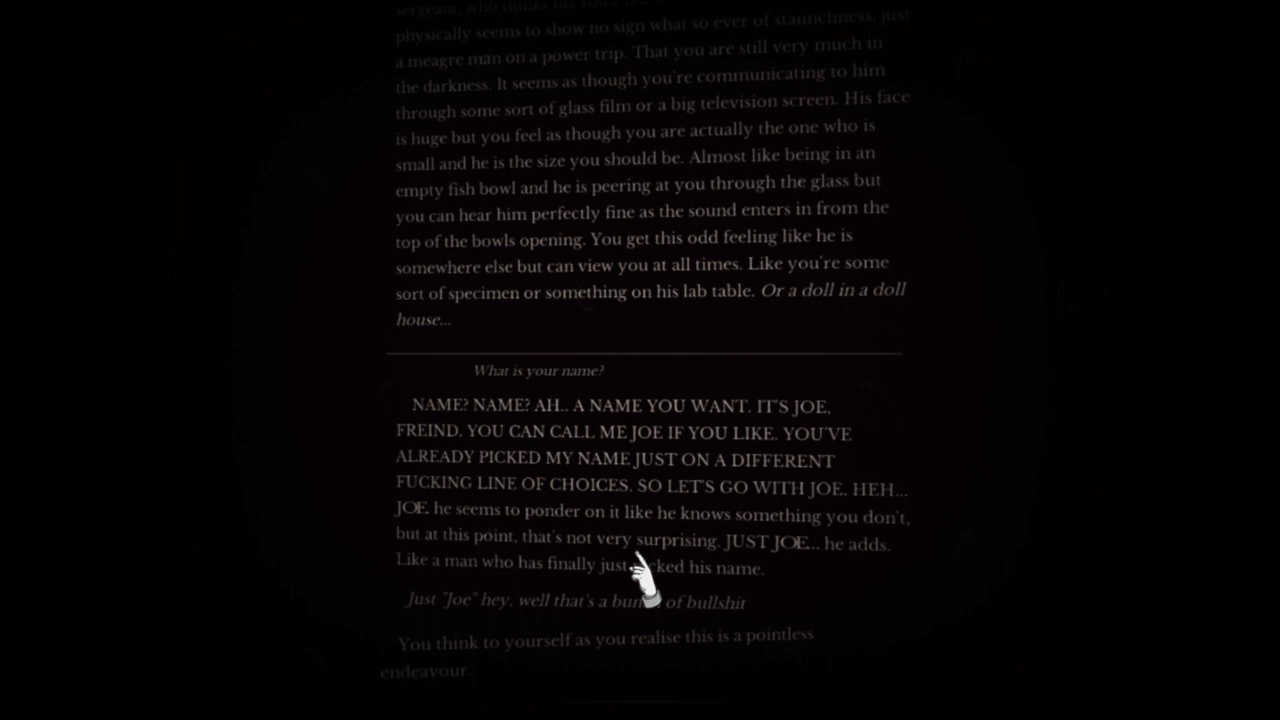 sergeant, who thinks his voice
physically seems to show no sign what so ever of staunchness, just
a meagre man on a power trip. That you are still very much in
the darkness. It seems as though you're communicating to him
through some sort of glass film or a big television screen. His face
is huge but you feel as though you are actually the one who is
small and he is the size you should be. Almost like being in an
empty fish bowl and he is peering at you through the glass but
you can hear him perfectly fine as the sound enters in from the
top of the bowls opening. You get this odd feeling like he is
somewhere else but can view you at all times. Like you're some
sort of specimen or something on his lab table. Or a doll in a doll
house...
What is your name?
NAME? NAME? AH.. A NAME YOU WANT. IT'S JOE,
FREIND. YOU CAN CALL ME JOE IF YOU LIKE. YOU'VE
ALREADY PICKED MY NAME JUST ON A DIFFERENT
FUCKING LINE OF CHOICES. SO LET'S GO WITH JOE. HEH...
JOE. he seems to ponder on it like he knows something you don't,
but at this point, that's not very surprising. JUST JOE... he adds.
Like a man who has finally just his name.
Just "Joe" hey, well that's a of bullshit
You think to yourself as you realise this is a pointless
endeavour.